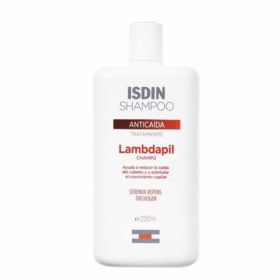 ISDIN
SHAMPOO
ANTICAÍDA
TRATAMIENTO
Lambdapil
CHAMPÚ
Ayuda a reducir la caída
del cabello y a estimular
el crecimiento capilar
SERENOA REPENS
TRICHOGEN
e 200ml